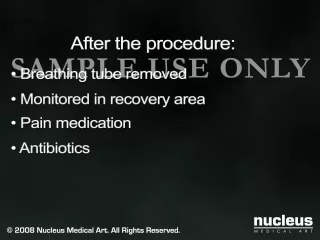 After the procedure:
SAMPLE USE ONLY
• Breathing tube removed
• Monitored in recovery area
• Pain medication
• Antibiotics
nucleus
MEDICAL ART
© 2008 Nucleus Medical Art. All Rights Reserved.